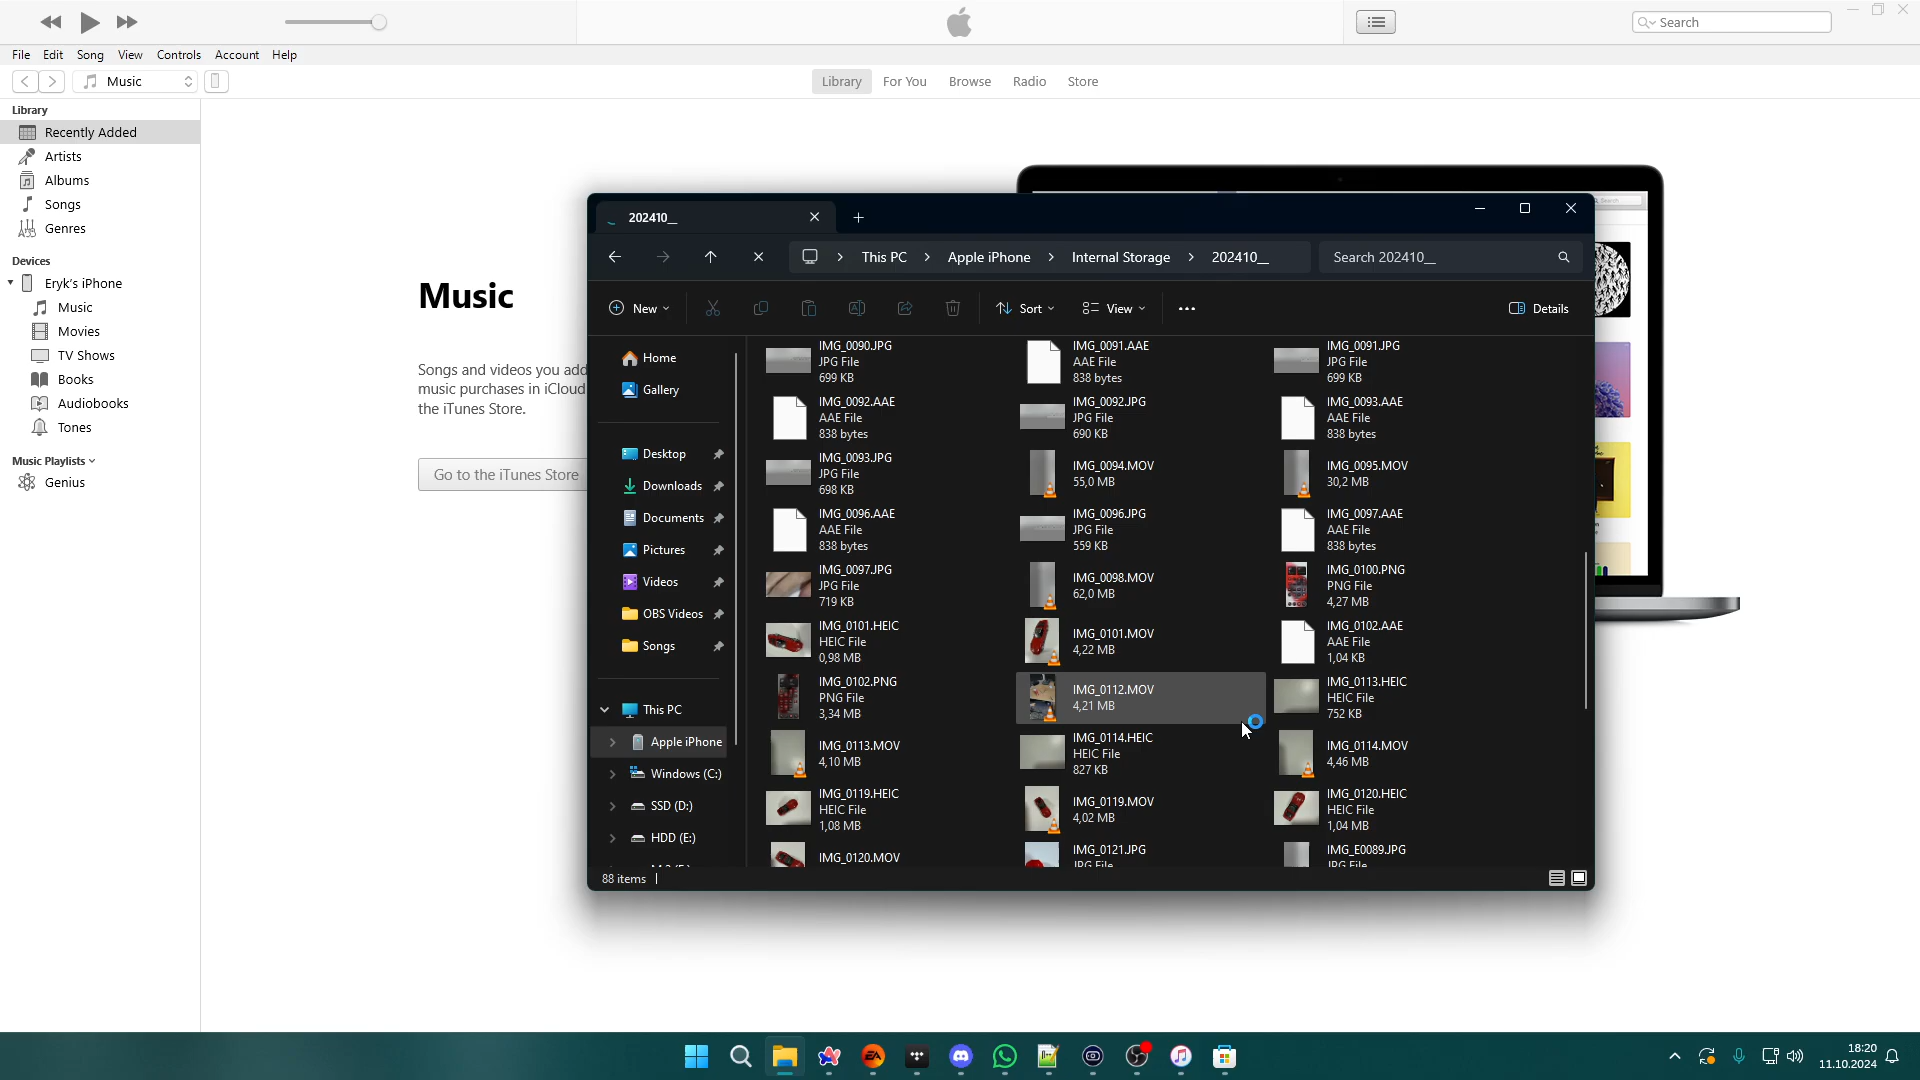 Search
File Edit Song View Controls Account Help
Music
Library For You Browse Radio Store
Library
Recently Added
Artists
Albums
Songs
Genres
Devices
Eryk's iPhone
Music
Movies
TV Shows
Books
Audiobooks
Tones
Music Playlists
Genius
Music
Songs and videos you add
music purchases in iCloud
the iTunes Store.
Go to the iTunes Store
202410__
This PC > Apple iPhone > Internal Storage > 202410__
Search 202410__
New Sort View Details
Home
Gallery
Desktop
Downloads
Documents
Pictures
Videos
OBS Videos
Songs
This PC
Apple iPhone
Windows (C:)
SSD (D:)
HDD (E:)
IMG_0090.JPG
JPG File
699 KB
IMG_0091.AAE
AAE File
838 bytes
IMG_0091.JPG
JPG File
699 KB
IMG_0092.AAE
AAE File
838 bytes
IMG_0092.JPG
JPG File
690 KB
IMG_0093.AAE
AAE File
838 bytes
IMG_0093.JPG
JPG File
698 KB
IMG_0094.MOV
55,0 MB
IMG_0095.MOV
30,2 MB
IMG_0096.AAE
AAE File
838 bytes
IMG_0096.JPG
JPG File
559 KB
IMG_0097.AAE
AAE File
838 bytes
IMG_0097.JPG
JPG File
719 KB
IMG_0098.MOV
62,0 MB
IMG_0100.PNG
PNG File
4,27 MB
IMG_0101.HEIC
HEIC File
0,98 MB
IMG_0101.MOV
4,22 MB
IMG_0102.AAE
AAE File
1,04 KB
IMG_0102.PNG
PNG File
3,34 MB
IMG_0112.MOV
4,21 MB
IMG_0113.HEIC
HEIC File
752 KB
IMG_0113.MOV
4,10 MB
IMG_0114.HEIC
HEIC File
827 KB
IMG_0114.MOV
4,46 MB
IMG_0119.HEIC
HEIC File
1,08 MB
IMG_0119.MOV
4,02 MB
IMG_0120.HEIC
HEIC File
1,04 MB
IMG_0120.MOV
IMG_0121.JPG
JPG File
IMG_E0089.JPG
JPG File
88 items
18:20
11.10.2024